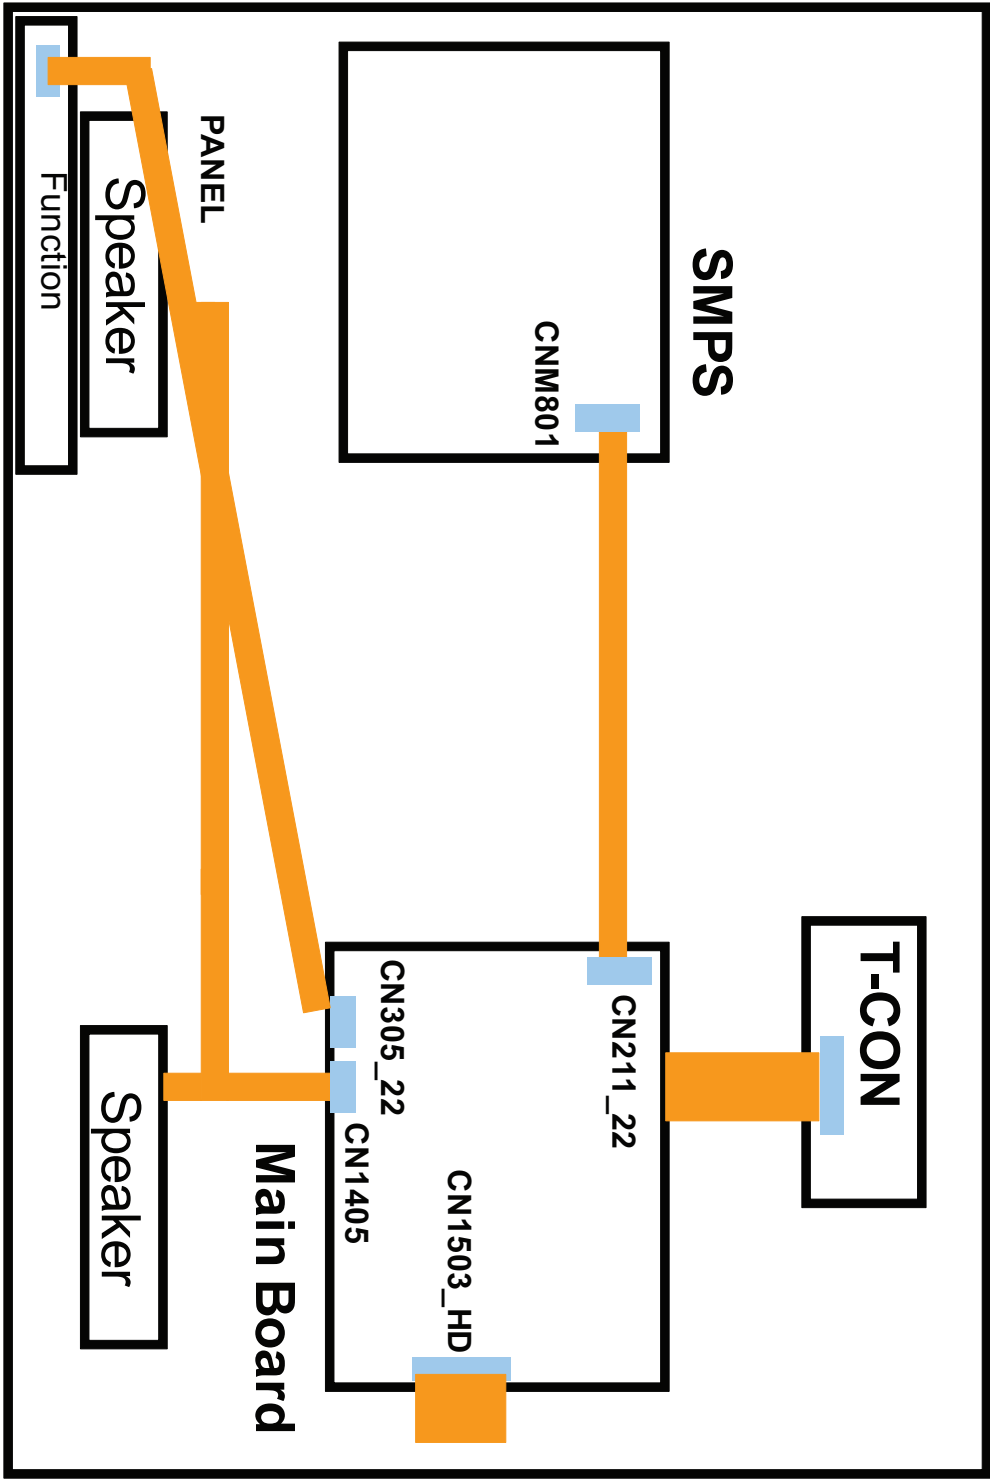 SMPS
T-CON
CNM801
CN211_22
CN1503_HD
CN305_22
CN1405
Main Board
PANEL
Speaker
Speaker
Function